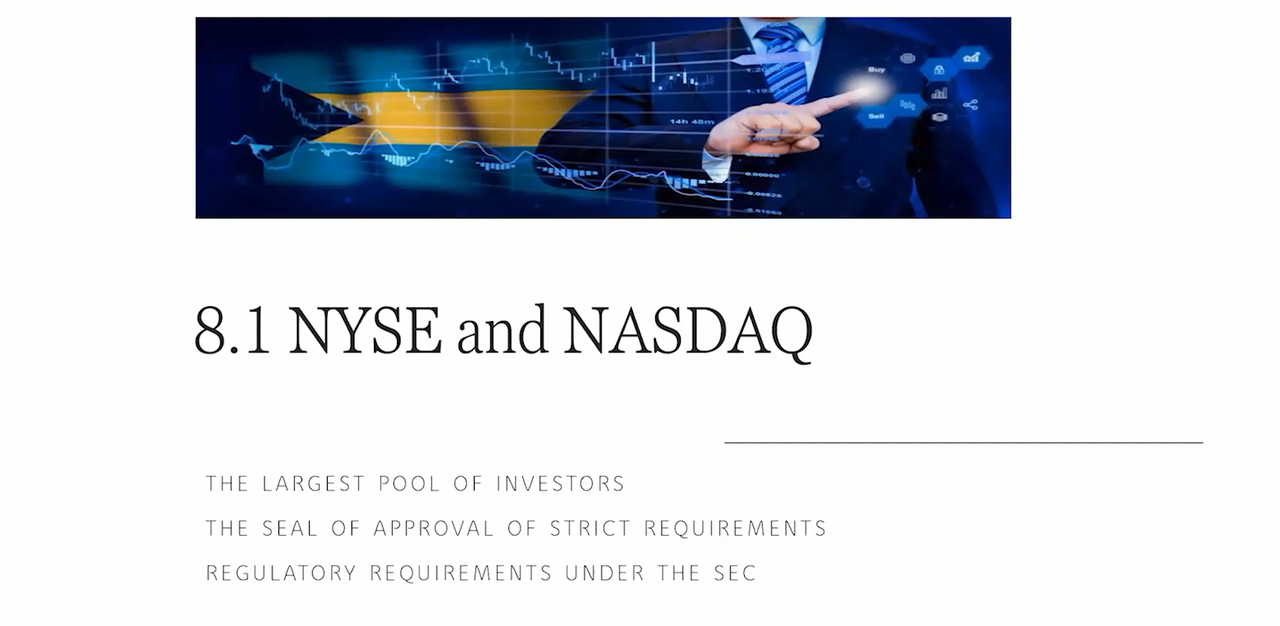 Buy
Sell
14h 48m
8.1 NYSE and NASDAQ
THE LARGEST POOL OF INVESTORS
THE SEAL OF APPROVAL OF STRICT REQUIREMENTS
REGULATORY REQUIREMENTS UNDER THE SEC